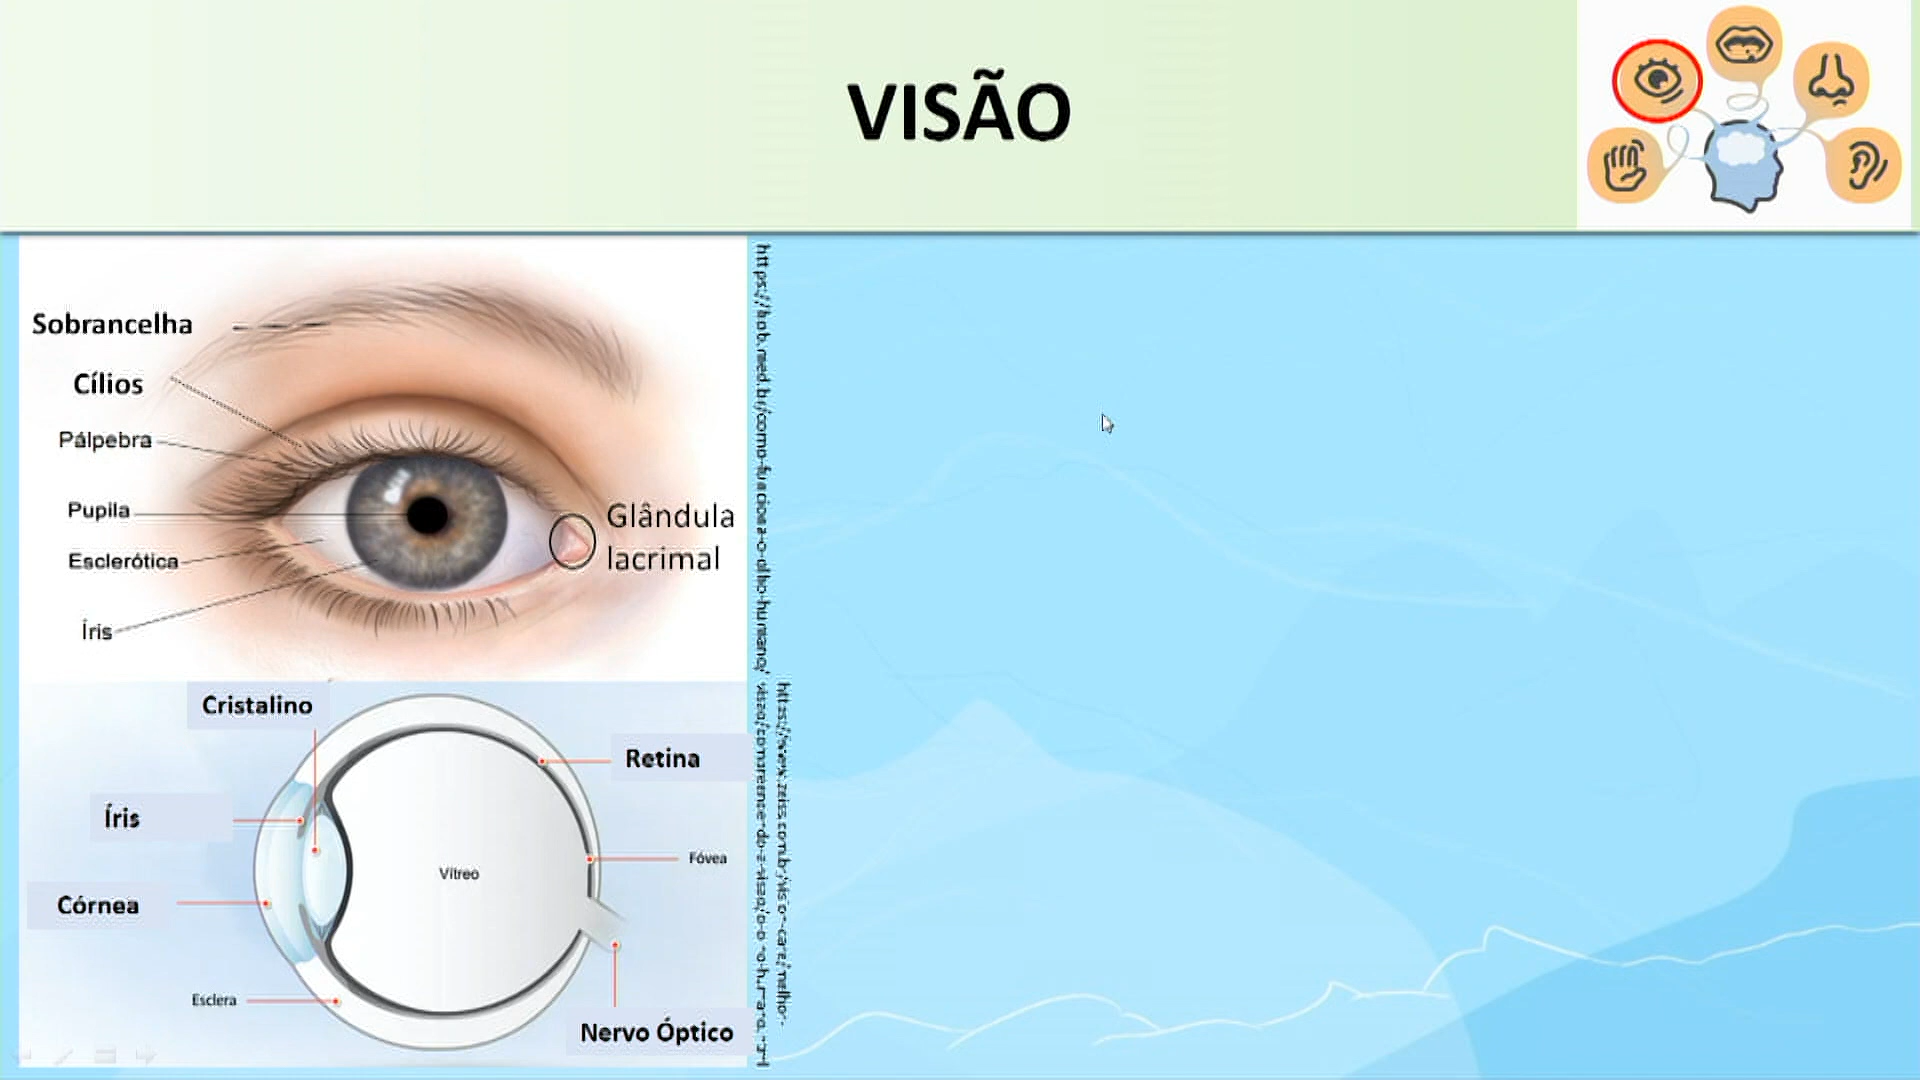 VISÃO
Sobrancelha
Cílios
Pálpebra
Pupila
Esclerótica
Íris
Glândula
lacrimal
Cristalino
Íris
Córnea
Esclera
Vítreo
Retina
Fóvea
Nervo Óptico